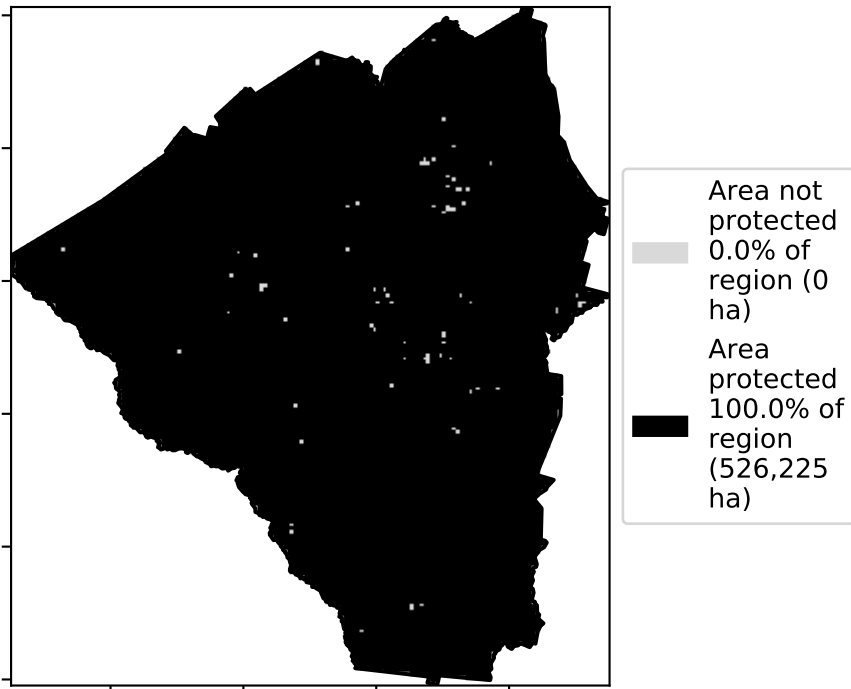 Area not
protected
0.0% of
region (0
ha)
Area
protected
100.0% of
region
(526,225
ha)